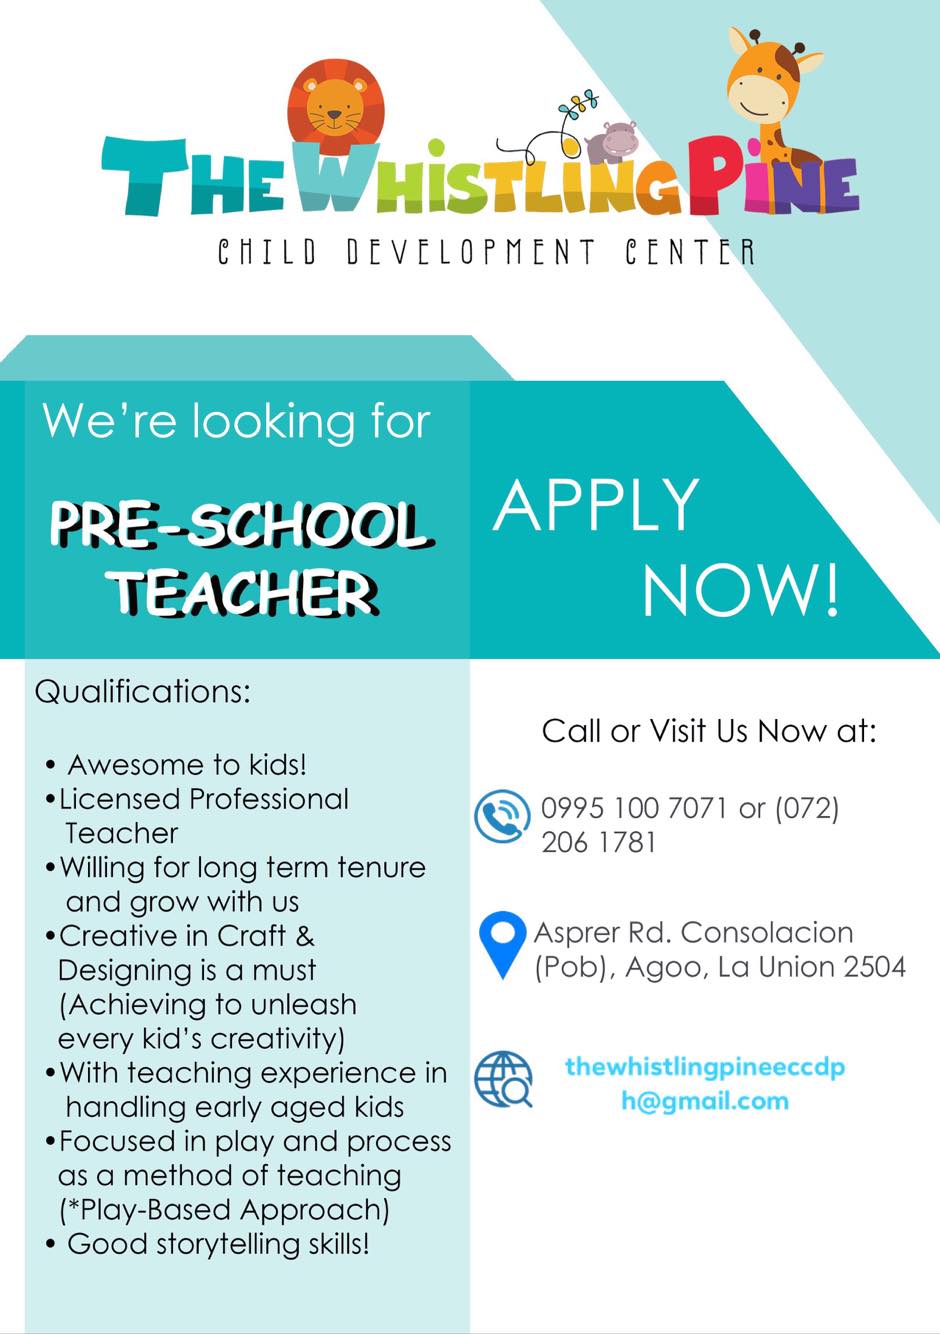 THE WHISTLING PINE
CHILD DEVELOPMENT CENTER
We're looking for
PRE-SCHOOL
TEACHER
APPLY
NOW!
Qualifications:
• Awesome to kids!
•Licensed Professional
Teacher
•Willing for long term tenure
and grow with us
•Creative in Craft &
Designing is a must
(Achieving to unleash
every kid's creativity)
•With teaching experience in
handling early aged kids
•Focused in play and process
as a method of teaching
(*Play-Based Approach)
• Good storytelling skills!
Call or Visit Us Now at:
0995 100 7071 or (072)
206 1781
Asprer Rd. Consolacion
(Pob), Agoo, La Union 2504
thewhistlingpineeccdp
h@gmail.com